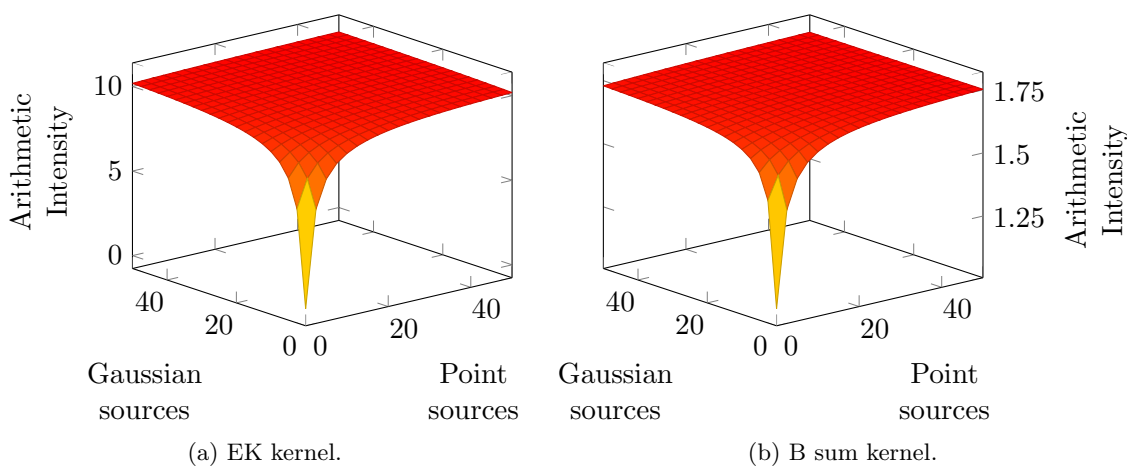 Arithmetic
Intensity
10
5
0
40
20
0 0
20
40
Gaussian
sources
Point
sources
(a) EK kernel.
1.75
1.5
1.25
Arithmetic
Intensity
40
20
0 0
20
40
Gaussian
sources
Point
sources
(b) B sum kernel.